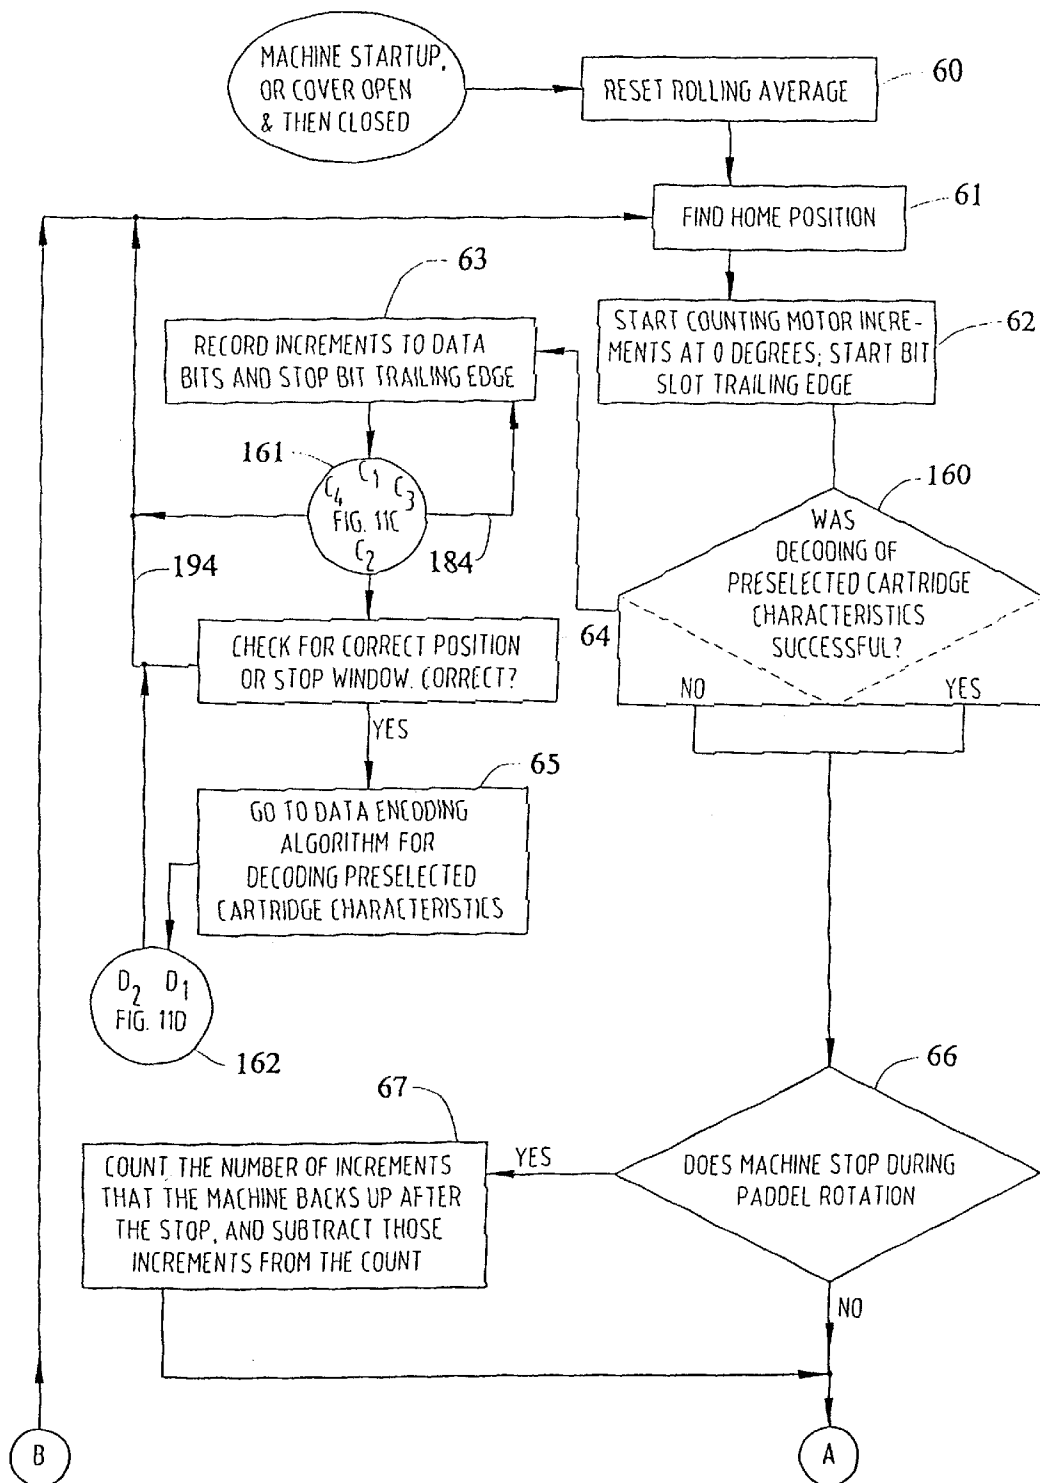 MACHINE STARTUP,
OR COVER OPEN
& THEN CLOSED
RESET ROLLING AVERAGE
60
FIND HOME POSITION
61
START COUNTING MOTOR INCRE-
MENTS AT 0 DEGREES; START BIT
SLOT TRAILING EDGE
62
63
RECORD INCREMENTS TO DATA
BITS AND STOP BIT TRAILING EDGE
161
C1
C4 C3
FIG. 11C
C2
184
194
160
WAS
DECODING OF
PRESELECTED CARTRIDGE
CHARACTERISTICS
SUCCESSFUL?
NO YES
CHECK FOR CORRECT POSITION
OR STOP WINDOW. CORRECT?
64
YES
65
GO TO DATA ENCODING
ALGORITHM FOR
DECODING PRESELECTED
CARTRIDGE CHARACTERISTICS
D2 D1
FIG. 11D
162
66
DOES MACHINE STOP DURING
PADDEL ROTATION
YES
67
COUNT THE NUMBER OF INCREMENTS
THAT THE MACHINE BACKS UP AFTER
THE STOP, AND SUBTRACT THOSE
INCREMENTS FROM THE COUNT
NO
B
A